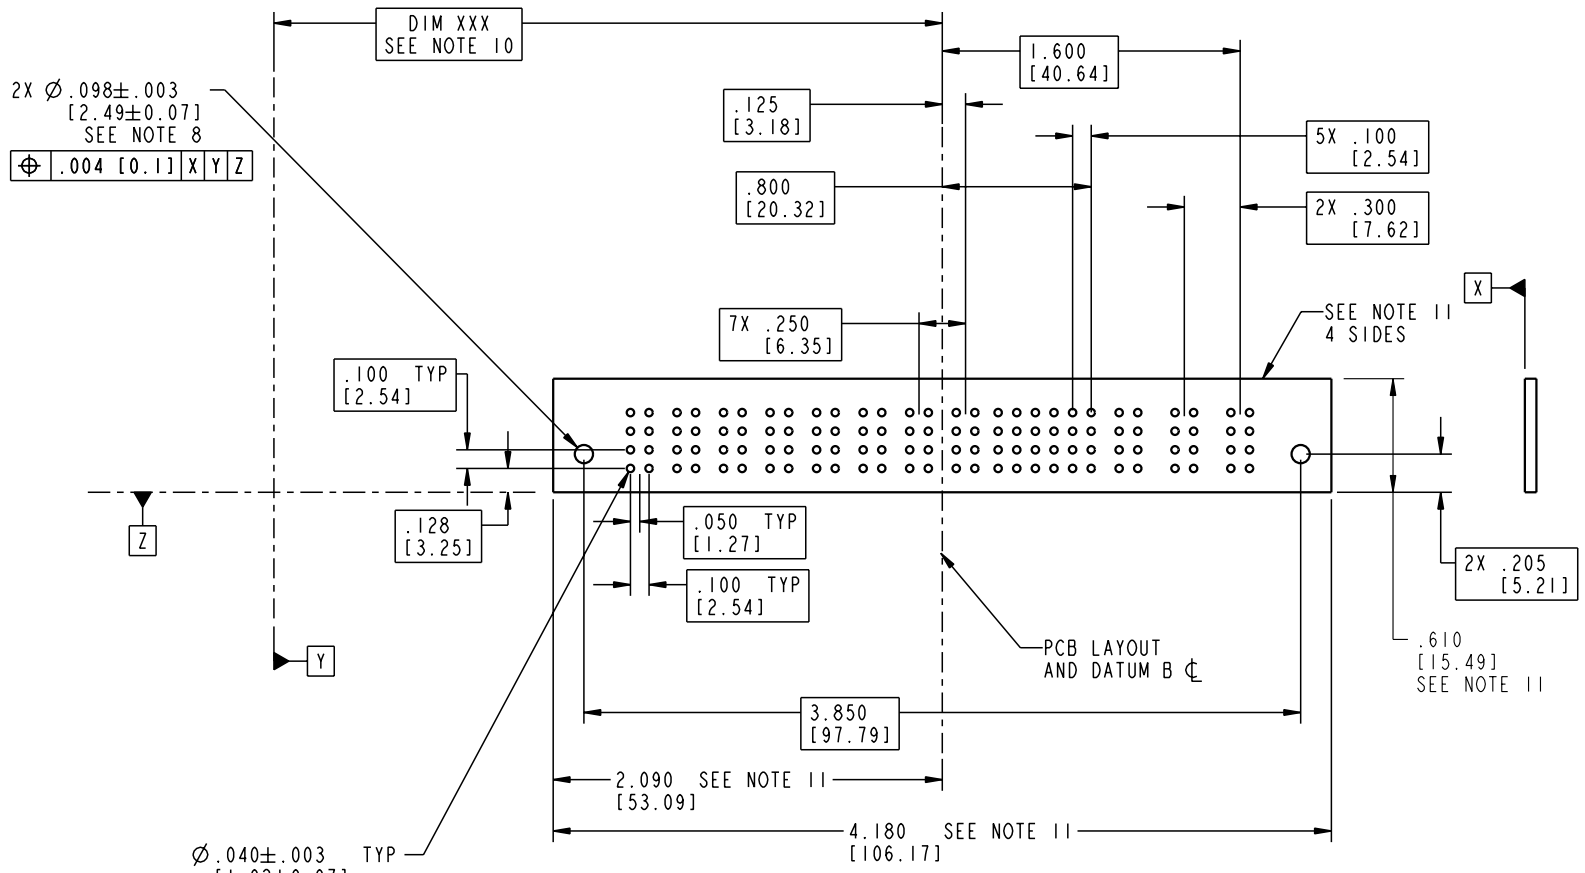 DIM XXX
SEE NOTE 10
1.600
[40.64]
2X Ø .098±.003
[2.49±0.07]
SEE NOTE 8
⌖ .004 [0.1] X Y Z
.125
[3.18]
5X .100
[2.54]
.800
[20.32]
2X .300
[7.62]
X
SEE NOTE 11
4 SIDES
7X .250
[6.35]
.100 TYP
[2.54]
Z
.128
[3.25]
.050 TYP
[1.27]
.100 TYP
[2.54]
2X .205
[5.21]
Y
PCB LAYOUT
AND DATUM B ℄
.610
[15.49]
SEE NOTE 11
3.850
[97.79]
2.090 SEE NOTE 11
[53.09]
4.180 SEE NOTE 11
[106.17]
Ø.040±.003 TYP